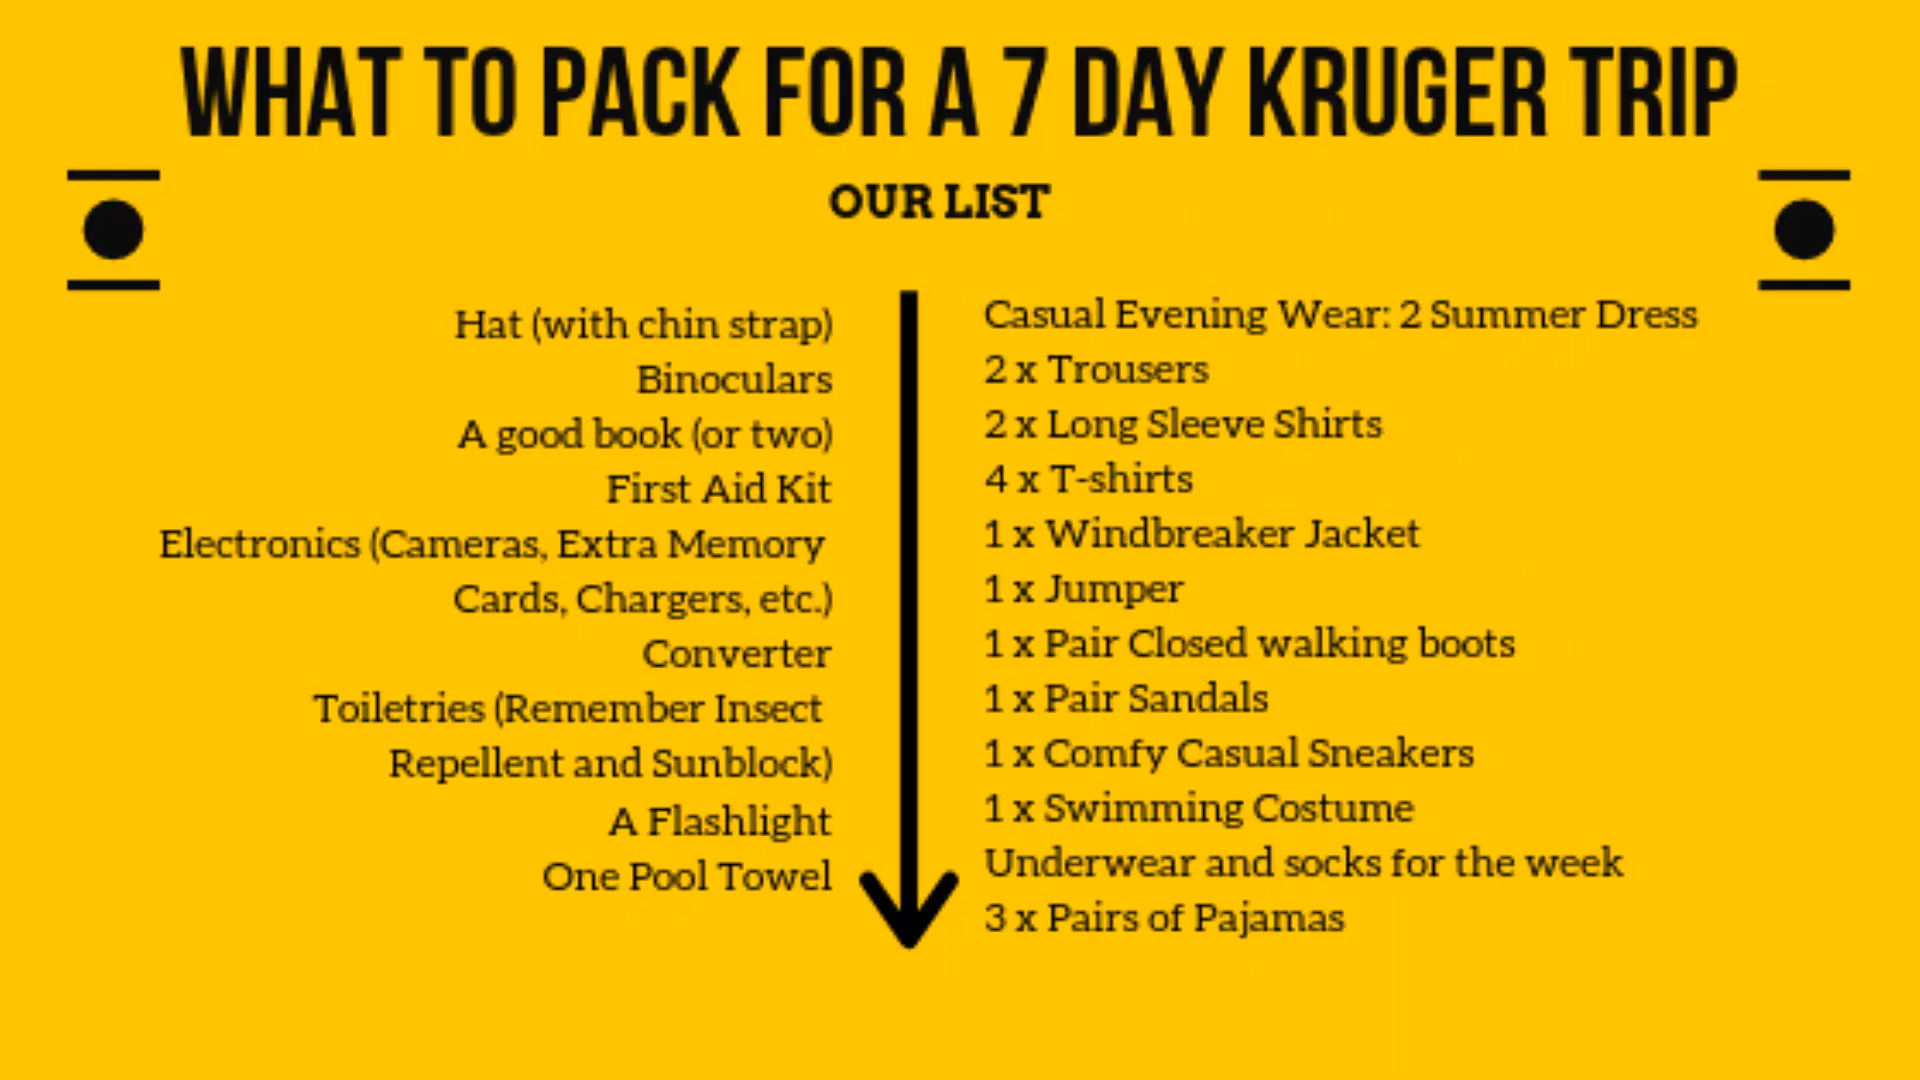 WHAT TO PACK FOR A 7 DAY KRUGER TRIP
OUR LIST
Hat (with chin strap)
Binoculars
A good book (or two)
First Aid Kit
Electronics (Cameras, Extra Memory
Cards, Chargers, etc.)
Converter
Toiletries (Remember Insect
Repellent and Sunblock)
A Flashlight
One Pool Towel
Casual Evening Wear: 2 Summer Dress
2 x Trousers
2 x Long Sleeve Shirts
4 x T-shirts
1 x Windbreaker Jacket
1 x Jumper
1 x Pair Closed walking boots
1 x Pair Sandals
1 x Comfy Casual Sneakers
1 x Swimming Costume
Underwear and socks for the week
3 x Pairs of Pajamas